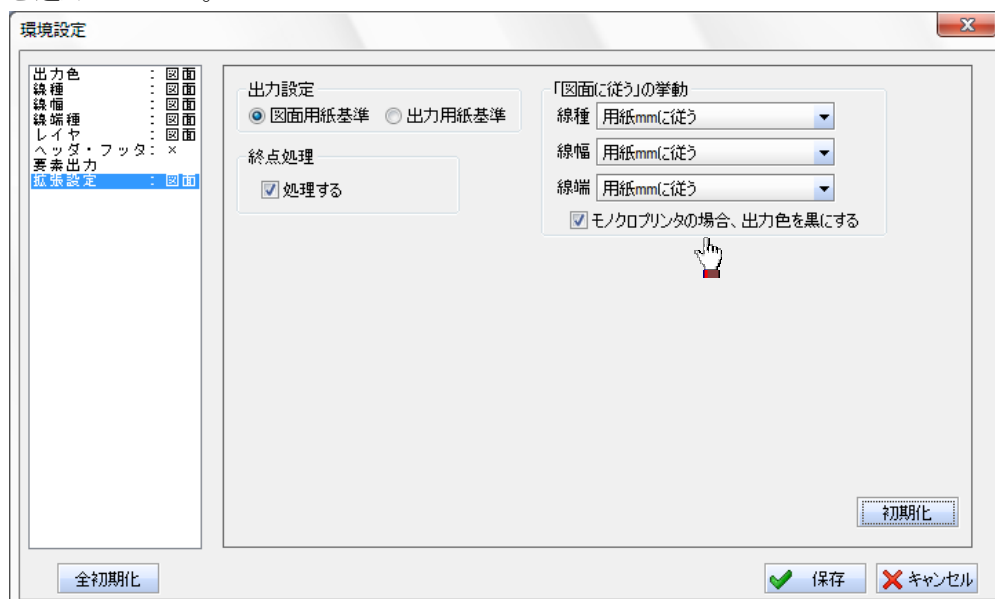 環境設定
出力色 : 図面
線種 : 図面
線幅 : 図面
線端種 : 図面
レイヤ : 図面
ヘッダ・フッタ: ×
要素出力
拡張設定 : 図面
出力設定
図面用紙基準 出力用紙基準
終点処理
処理する
「図面に従う」の挙動
線種 用紙mmに従う
線幅 用紙mmに従う
線端 用紙mmに従う
モノクロプリンタの場合、出力色を黒にする
初期化
全初期化 保存 キャンセル